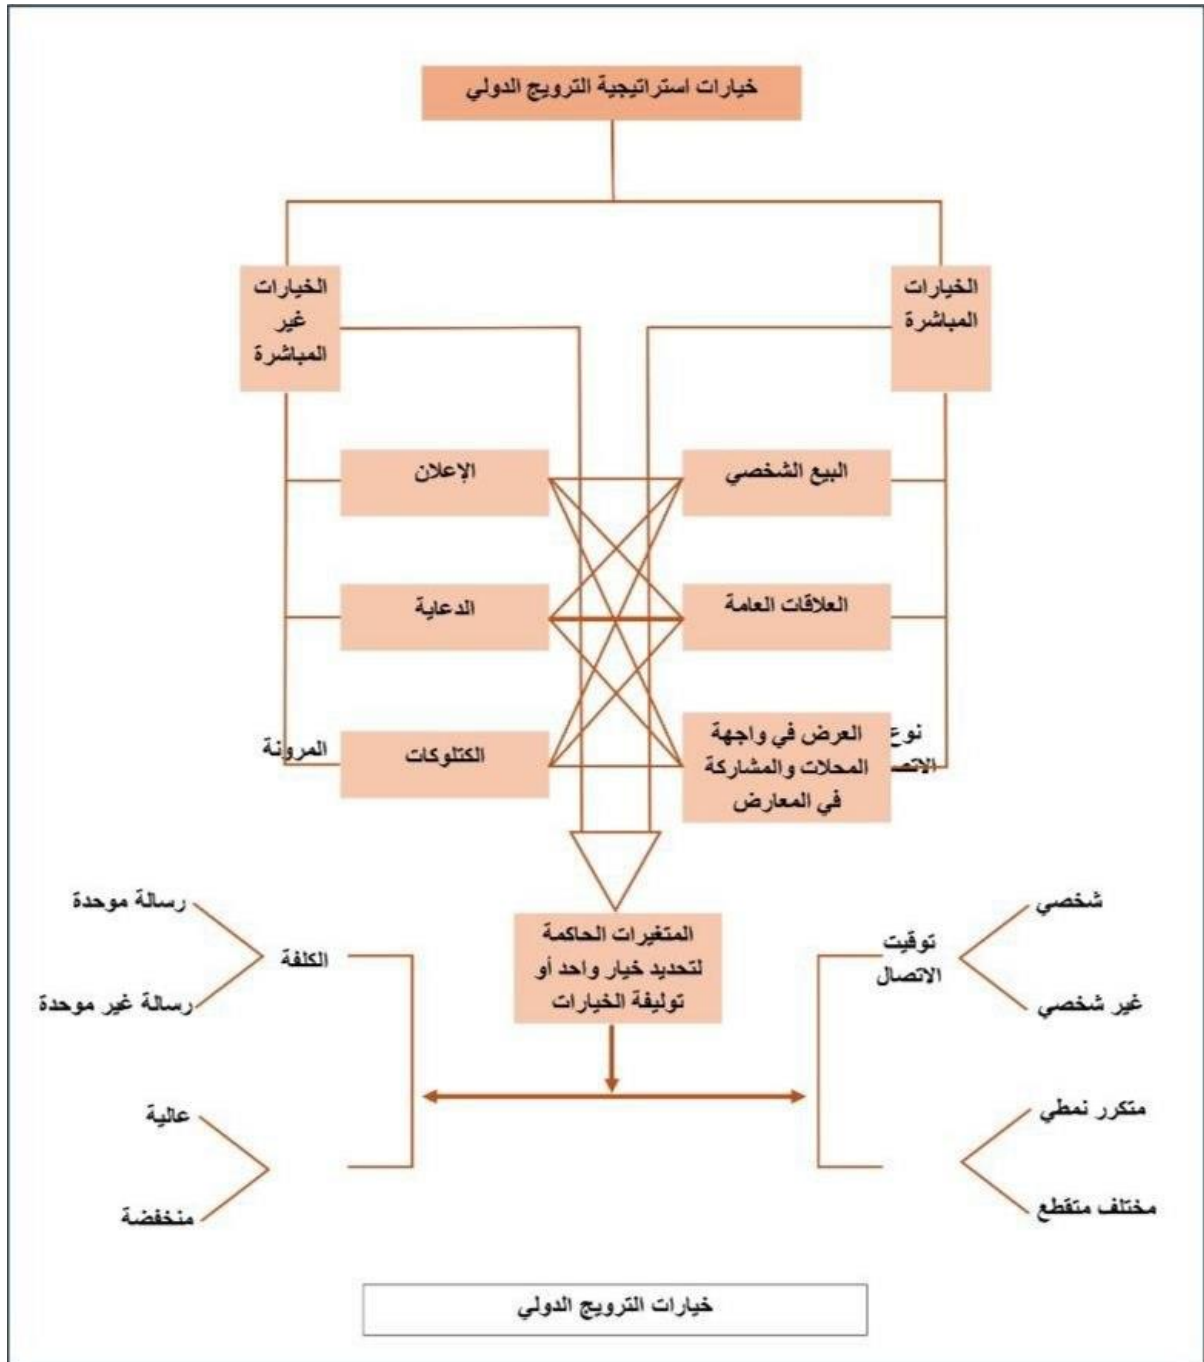 خيارات استراتيجية الترويج الدولي
الخيارات
المباشرة
الخيارات
غير
المباشرة
البيع الشخصي
الإعلان
العلاقات العامة
الدعاية
نوع
العرض في واجهة
المحلات والمشاركة
في المعارض
الكتلوكات
المرونة
المتغيرات الحاكمة
لتحديد خيار واحد أو
توليفة الخيارات
شخصي
توقيت
الاتصال
غير شخصي
رسالة موحدة
الكلفة
رسالة غير موحدة
متكرر نمطي
مختلف متقطع
عالية
منخفضة
خيارات الترويج الدولي